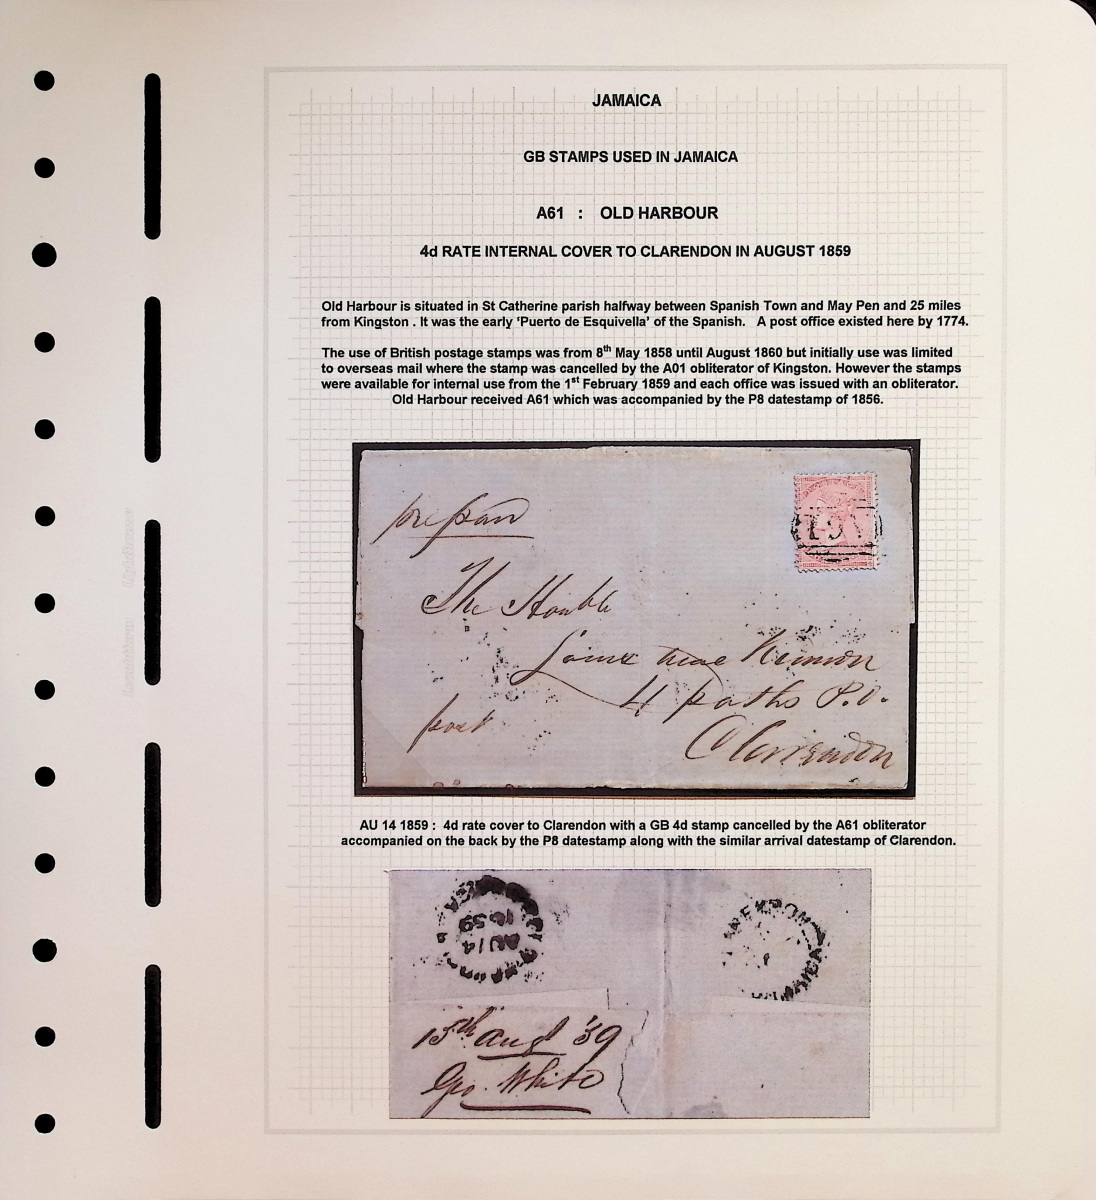 JAMAICA
GB STAMPS USED IN JAMAICA
A61 : OLD HARBOUR
4d RATE INTERNAL COVER TO CLARENDON IN AUGUST 1859
Old Harbour is situated in St Catherine parish halfway between Spanish Town and May Pen and 25 miles
from Kingston . It was the early ‘Puerto de Esquivella’ of the Spanish. A post office existed here by 1774.
The use of British postage stamps was from 8th May 1858 until August 1860 but initially use was limited
to overseas mail where the stamp was cancelled by the A01 obliterator of Kingston. However the stamps
were available for internal use from the 1st February 1859 and each office was issued with an obliterator.
Old Harbour received A61 which was accompanied by the P8 datestamp of 1856.
The Honble
4 paths P.O.
post
Clarendon
AU 14 1859 : 4d rate cover to Clarendon with a GB 4d stamp cancelled by the A61 obliterator
accompanied on the back by the P8 datestamp along with the similar arrival datestamp of Clarendon.
AU 14
1859
JAMAICA
15th Augt '59
Geo. White